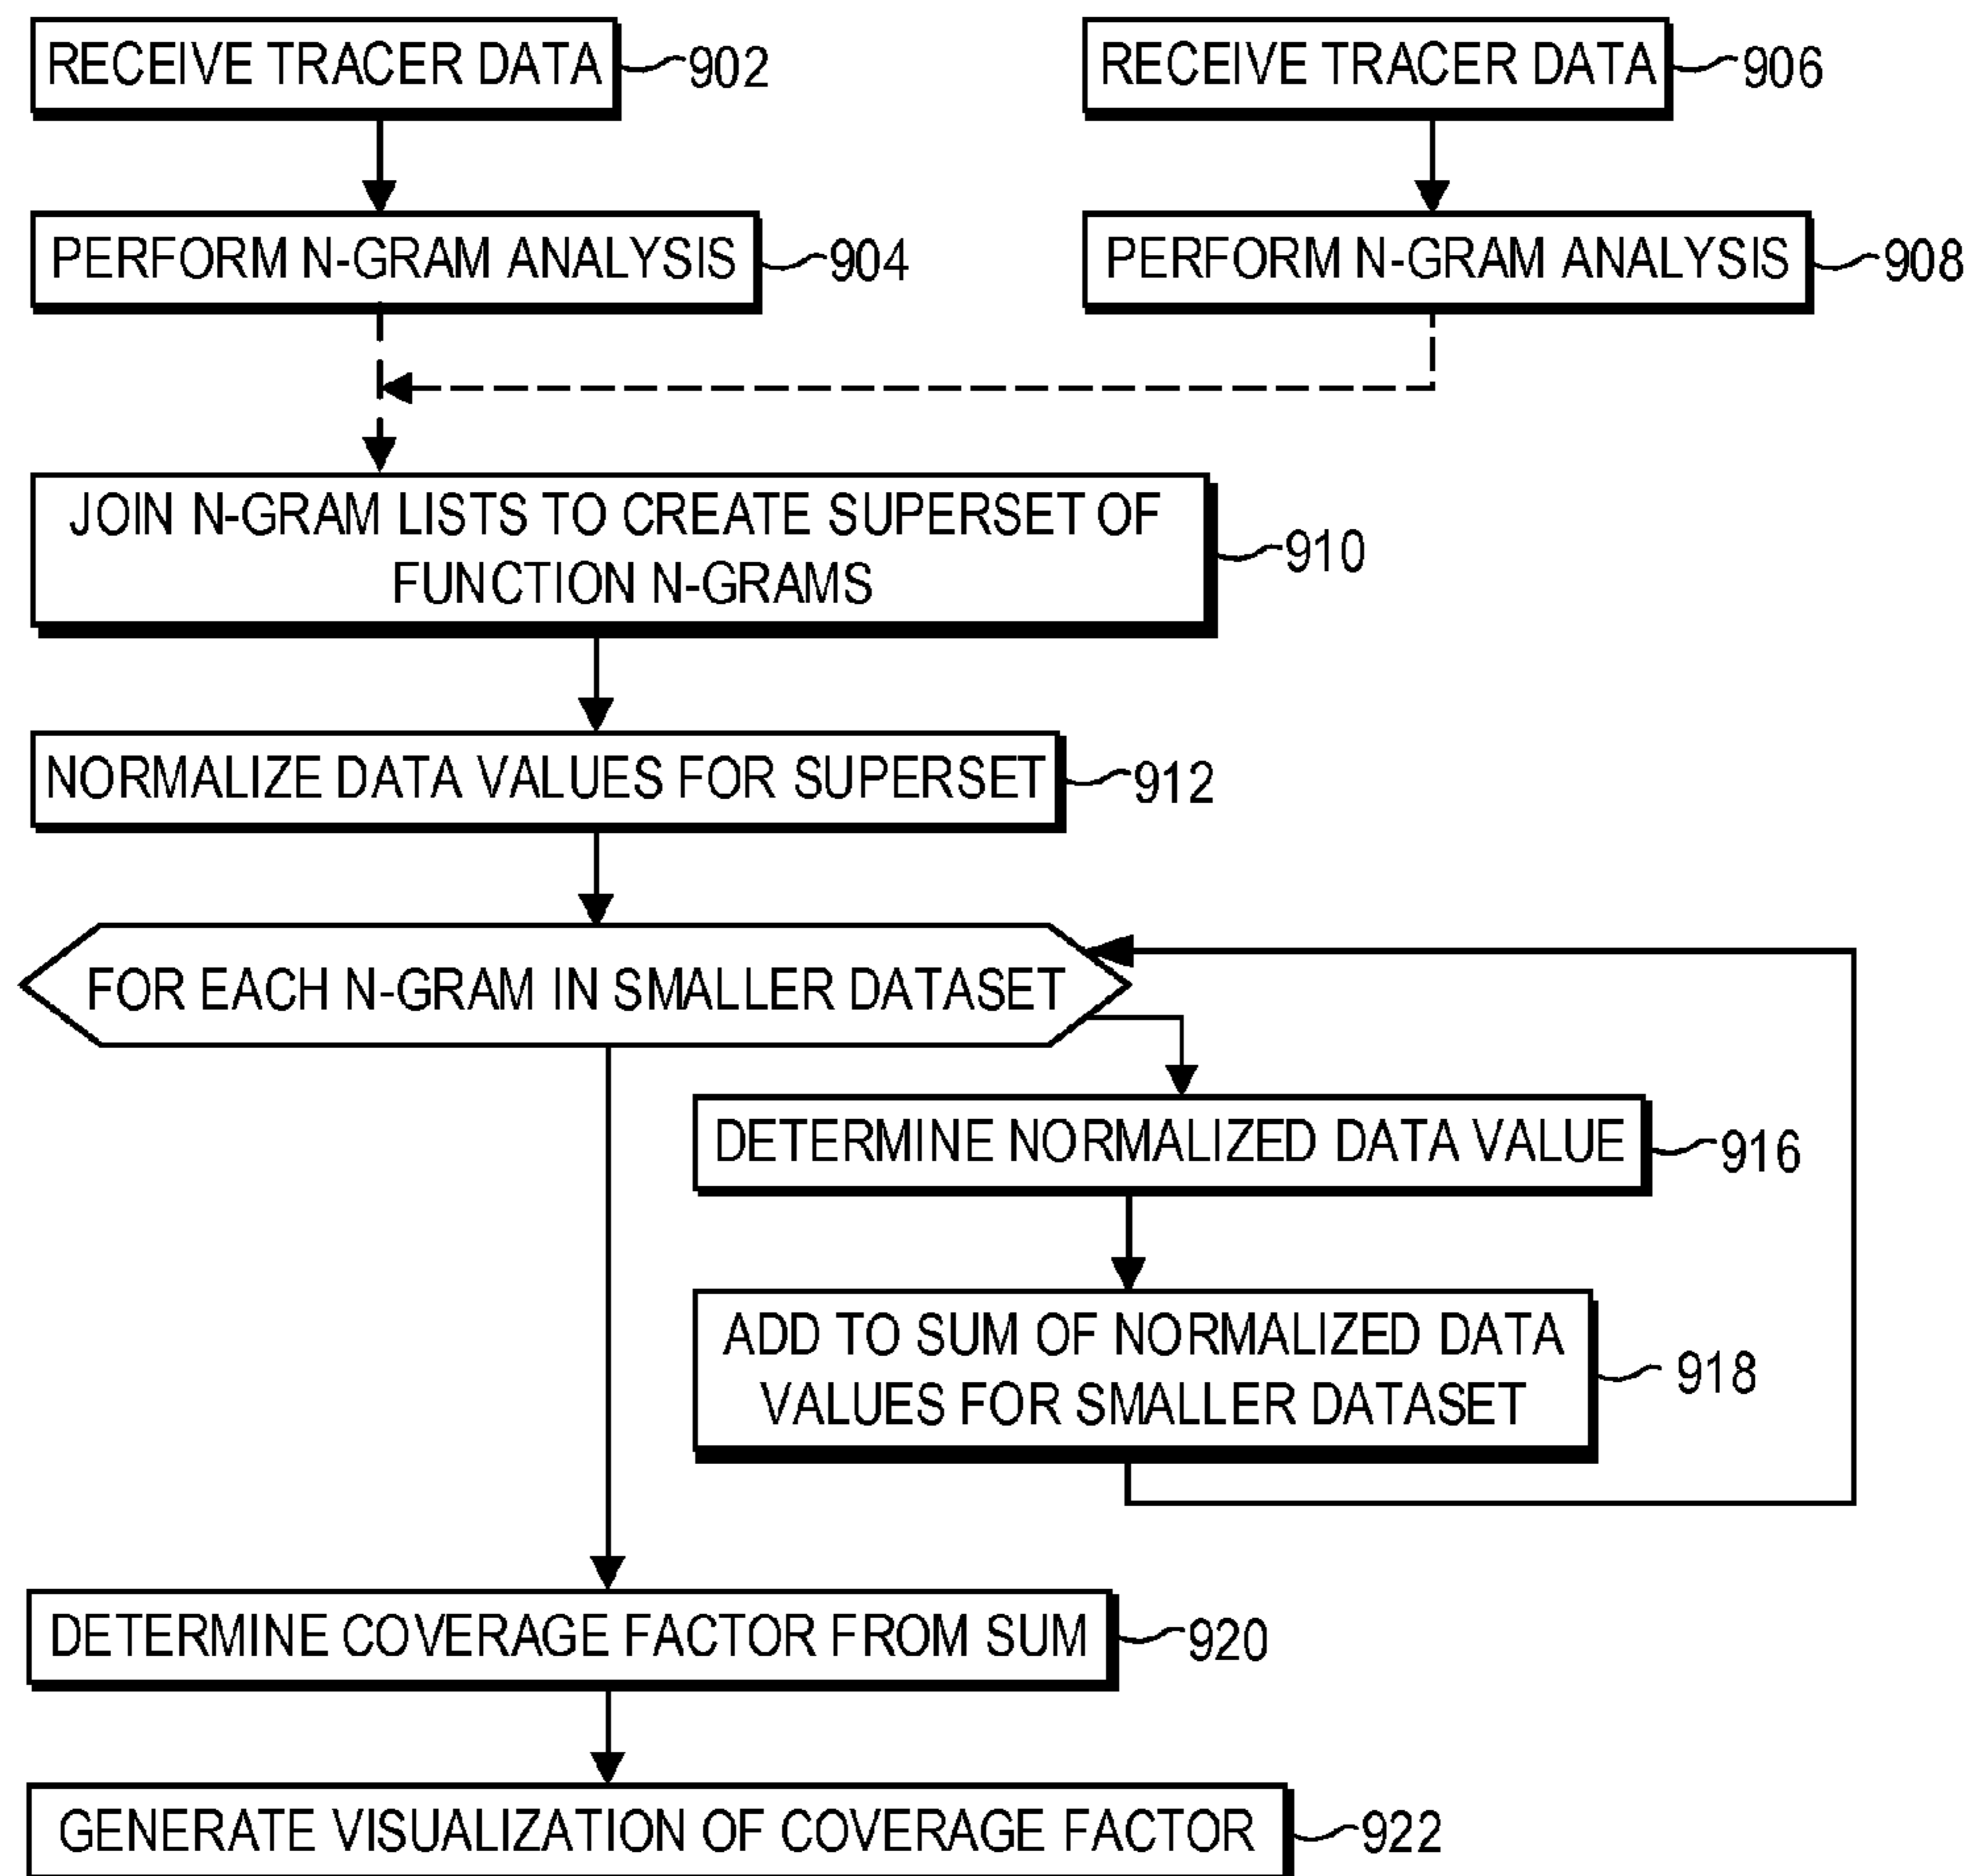 RECEIVE TRACER DATA
902
RECEIVE TRACER DATA
906
PERFORM N-GRAM ANALYSIS
904
PERFORM N-GRAM ANALYSIS
908
JOIN N-GRAM LISTS TO CREATE SUPERSET OF
FUNCTION N-GRAMS
910
NORMALIZE DATA VALUES FOR SUPERSET
912
FOR EACH N-GRAM IN SMALLER DATASET
DETERMINE NORMALIZED DATA VALUE
916
ADD TO SUM OF NORMALIZED DATA
VALUES FOR SMALLER DATASET
918
DETERMINE COVERAGE FACTOR FROM SUM
920
GENERATE VISUALIZATION OF COVERAGE FACTOR
922